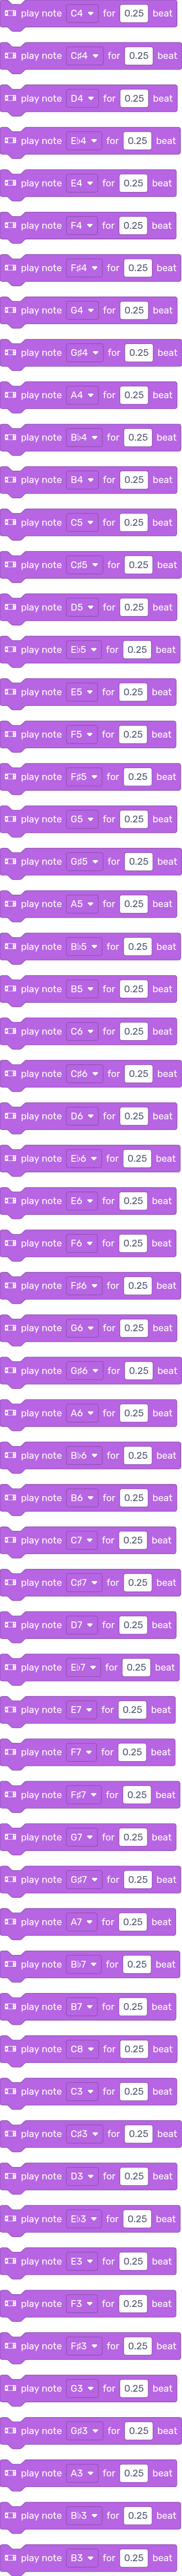 play note C4 for 0.25 beat
play note C♯4 for 0.25 beat
play note D4 for 0.25 beat
play note E♭4 for 0.25 beat
play note E4 for 0.25 beat
play note F4 for 0.25 beat
play note F♯4 for 0.25 beat
play note G4 for 0.25 beat
play note G♯4 for 0.25 beat
play note A4 for 0.25 beat
play note B♭4 for 0.25 beat
play note B4 for 0.25 beat
play note C5 for 0.25 beat
play note C♯5 for 0.25 beat
play note D5 for 0.25 beat
play note E♭5 for 0.25 beat
play note E5 for 0.25 beat
play note F5 for 0.25 beat
play note F♯5 for 0.25 beat
play note G5 for 0.25 beat
play note G♯5 for 0.25 beat
play note A5 for 0.25 beat
play note B♭5 for 0.25 beat
play note B5 for 0.25 beat
play note C6 for 0.25 beat
play note C♯6 for 0.25 beat
play note D6 for 0.25 beat
play note E♭6 for 0.25 beat
play note E6 for 0.25 beat
play note F6 for 0.25 beat
play note F♯6 for 0.25 beat
play note G6 for 0.25 beat
play note G♯6 for 0.25 beat
play note A6 for 0.25 beat
play note B♭6 for 0.25 beat
play note B6 for 0.25 beat
play note C7 for 0.25 beat
play note C♯7 for 0.25 beat
play note D7 for 0.25 beat
play note E♭7 for 0.25 beat
play note E7 for 0.25 beat
play note F7 for 0.25 beat
play note F♯7 for 0.25 beat
play note G7 for 0.25 beat
play note G♯7 for 0.25 beat
play note A7 for 0.25 beat
play note B♭7 for 0.25 beat
play note B7 for 0.25 beat
play note C8 for 0.25 beat
play note C3 for 0.25 beat
play note C♯3 for 0.25 beat
play note D3 for 0.25 beat
play note E♭3 for 0.25 beat
play note E3 for 0.25 beat
play note F3 for 0.25 beat
play note F♯3 for 0.25 beat
play note G3 for 0.25 beat
play note G♯3 for 0.25 beat
play note A3 for 0.25 beat
play note B♭3 for 0.25 beat
play note B3 for 0.25 beat